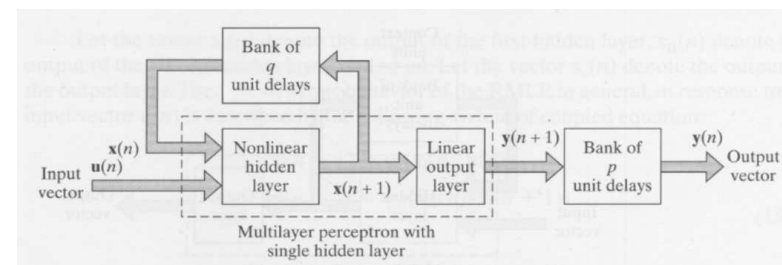 Bank of
q
unit delays
x(n)
u(n)
Input
vector
Nonlinear
hidden
layer
x(n + 1)
Linear
output
layer
y(n + 1)
Bank of
p
unit delays
y(n)
Output
vector
Multilayer perceptron with
single hidden layer